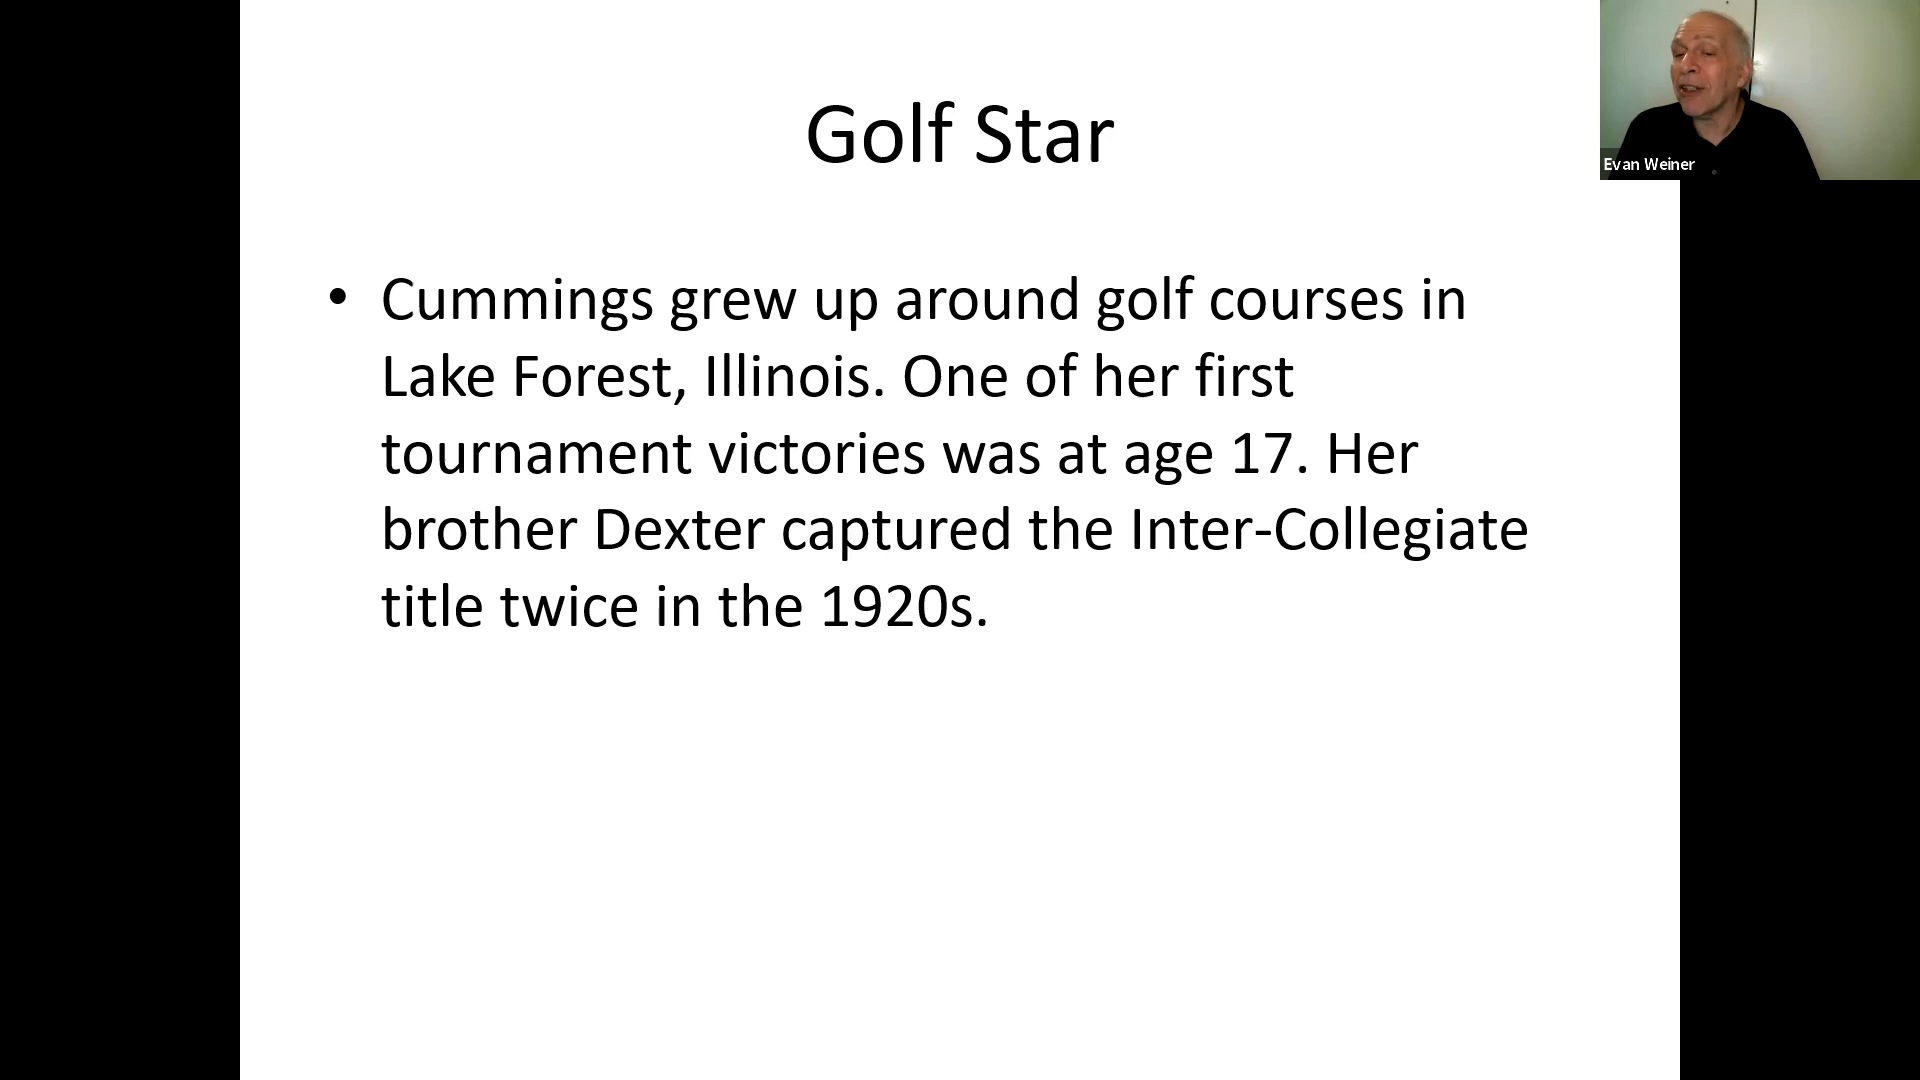 Golf Star
Evan Weiner
• Cummings grew up around golf courses in
Lake Forest, Illinois. One of her first
tournament victories was at age 17. Her
brother Dexter captured the Inter-Collegiate
title twice in the 1920s.